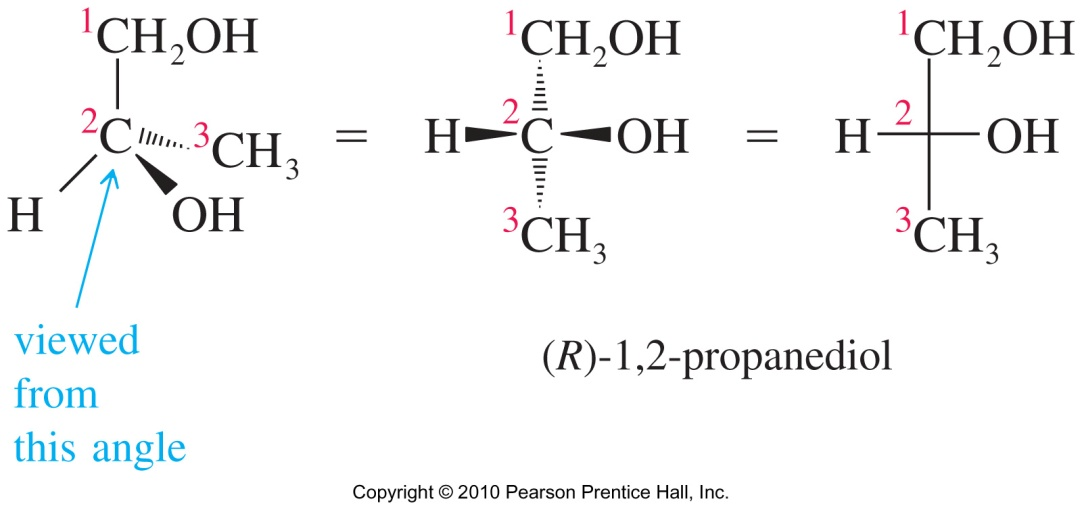 1CH2OH 1CH2OH 1CH2OH
2C 3CH3 = H 2C OH = H 2 OH
H OH 3CH3 3CH3
viewed
from
this angle
(R)-1,2-propanediol
Copyright © 2010 Pearson Prentice Hall, Inc.